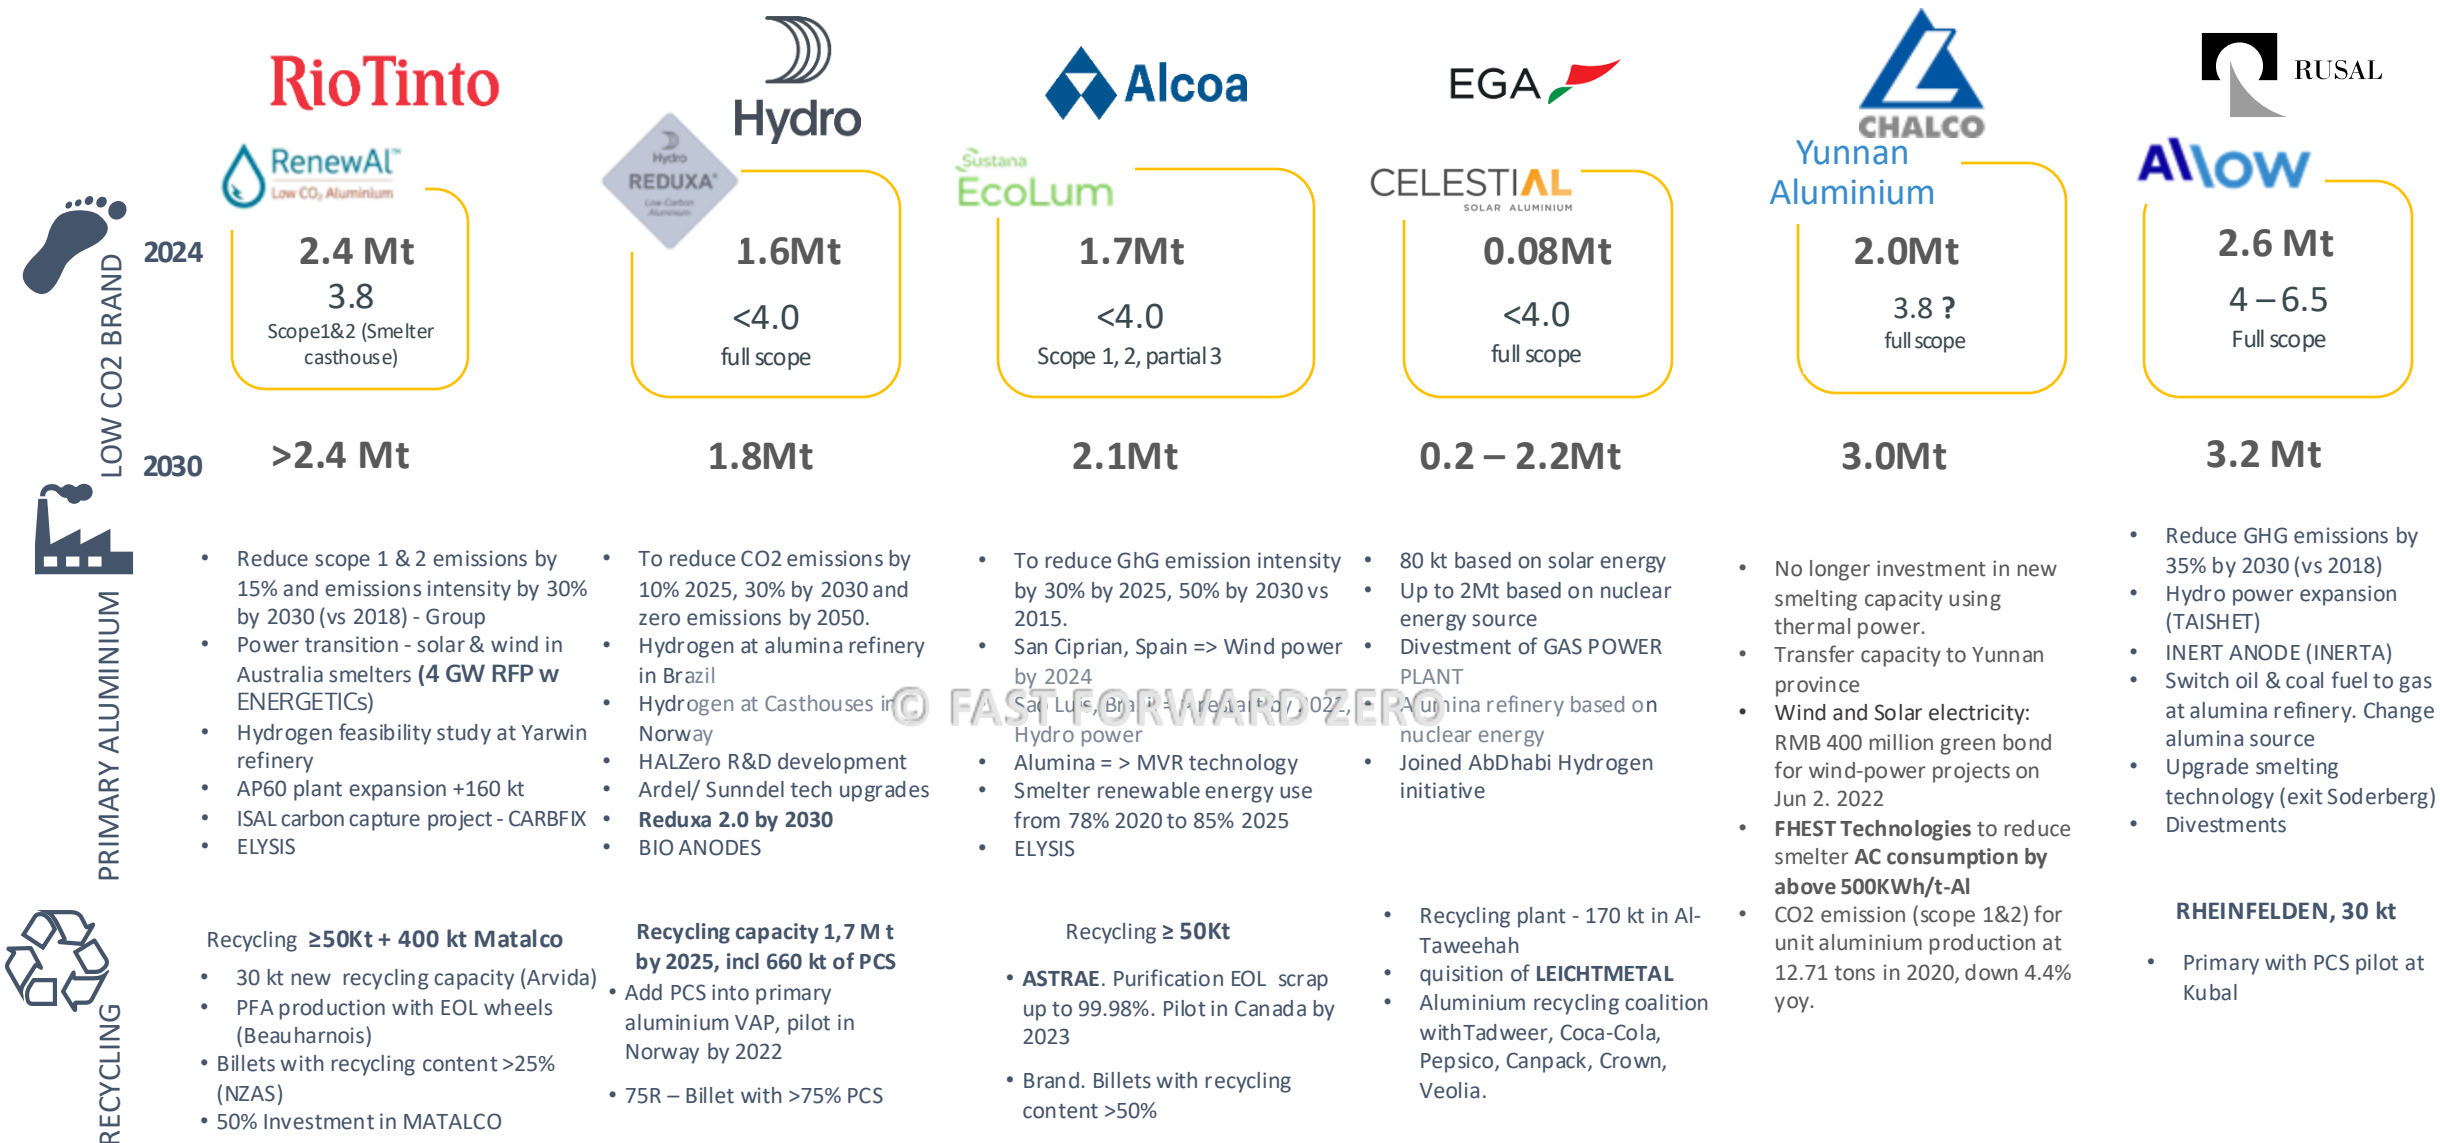 RioTinto
RenewAl™
Low CO₂ Aluminium
Hydro
Hydro
REDUXA®
Low-Carbon
Aluminium
Alcoa
Sustana
EcoLum
EGA
CELESTIAL
SOLAR ALUMINIUM
CHALCO
Yunnan
Aluminium
RUSAL
Allow
LOW CO2 BRAND
2024
2.4 Mt
3.8
Scope1&2 (Smelter
casthouse)
1.6Mt
<4.0
full scope
1.7Mt
<4.0
Scope 1, 2, partial 3
0.08Mt
<4.0
full scope
2.0Mt
3.8 ?
full scope
2.6 Mt
4 – 6.5
Full scope
2030
>2.4 Mt
1.8Mt
2.1Mt
0.2 – 2.2Mt
3.0Mt
3.2 Mt
PRIMARY ALUMINIUM
• Reduce scope 1 & 2 emissions by
15% and emissions intensity by 30%
by 2030 (vs 2018) - Group
• Power transition - solar & wind in
Australia smelters (4 GW RFP w
ENERGETICs)
• Hydrogen feasibility study at Yarwin
refinery
• AP60 plant expansion +160 kt
• ISAL carbon capture project - CARBFIX
• ELYSIS
• To reduce CO2 emissions by
10% 2025, 30% by 2030 and
zero emissions by 2050.
• Hydrogen at alumina refinery
in Brazil
• Hydrogen at Casthouses in
Norway
• HALZero R&D development
• Ardel/ Sunndel tech upgrades
• Reduxa 2.0 by 2030
• BIO ANODES
• To reduce GhG emission intensity
by 30% by 2025, 50% by 2030 vs
2015.
• San Ciprian, Spain => Wind power
by 2024
• Sao Luis, Brazil => restart by 2022,
Hydro power
• Alumina = > MVR technology
• Smelter renewable energy use
from 78% 2020 to 85% 2025
• ELYSIS
• 80 kt based on solar energy
• Up to 2Mt based on nuclear
energy source
• Divestment of GAS POWER
PLANT
• Alumina refinery based on
nuclear energy
• Joined AbDhabi Hydrogen
initiative
• No longer investment in new
smelting capacity using
thermal power.
• Transfer capacity to Yunnan
province
• Wind and Solar electricity:
RMB 400 million green bond
for wind-power projects on
Jun 2. 2022
• FHEST Technologies to reduce
smelter AC consumption by
above 500KWh/t-Al
• CO2 emission (scope 1&2) for
unit aluminium production at
12.71 tons in 2020, down 4.4%
yoy.
• Reduce GHG emissions by
35% by 2030 (vs 2018)
• Hydro power expansion
(TAISHET)
• INERT ANODE (INERTA)
• Switch oil & coal fuel to gas
at alumina refinery. Change
alumina source
• Upgrade smelting
technology (exit Soderberg)
• Divestments
© FAST FORWARD ZERO
RECYCLING
Recycling ≥50Kt + 400 kt Matalco
• 30 kt new recycling capacity (Arvida)
• PFA production with EOL wheels
(Beauharnois)
• Billets with recycling content >25%
(NZAS)
• 50% Investment in MATALCO
Recycling capacity 1,7 M t
by 2025, incl 660 kt of PCS
• Add PCS into primary
aluminium VAP, pilot in
Norway by 2022
• 75R – Billet with >75% PCS
Recycling ≥ 50Kt
• ASTRAE. Purification EOL scrap
up to 99.98%. Pilot in Canada by
2023
• Brand. Billets with recycling
content >50%
• Recycling plant - 170 kt in Al-
Taweehah
• quisition of LEICHTMETAL
• Aluminium recycling coalition
withTadweer, Coca-Cola,
Pepsico, Canpack, Crown,
Veolia.
RHEINFELDEN, 30 kt
• Primary with PCS pilot at
Kubal